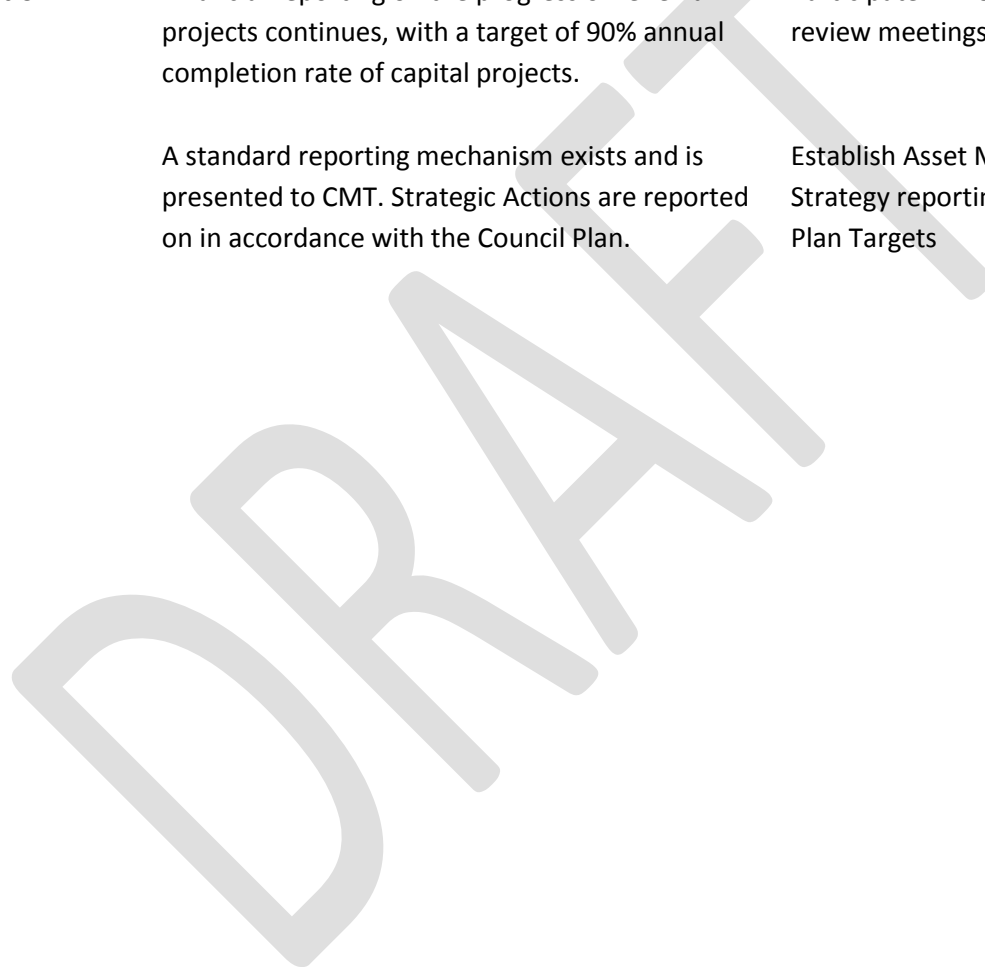 projects continues, with a target of 90% annual
completion rate of capital projects.
A standard reporting mechanism exists and is
presented to CMT. Strategic Actions are reported
on in accordance with the Council Plan.
review meetings
Establish Asset
Strategy
Plan Targets
DRAFT